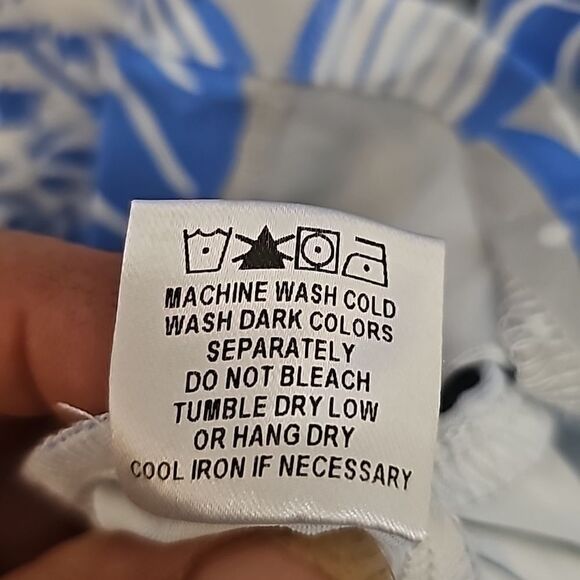 MACHINE WASH COLD
WASH DARK COLORS
SEPARATELY
DO NOT BLEACH
TUMBLE DRY LOW
OR HANG DRY
COOL IRON IF NECESSARY